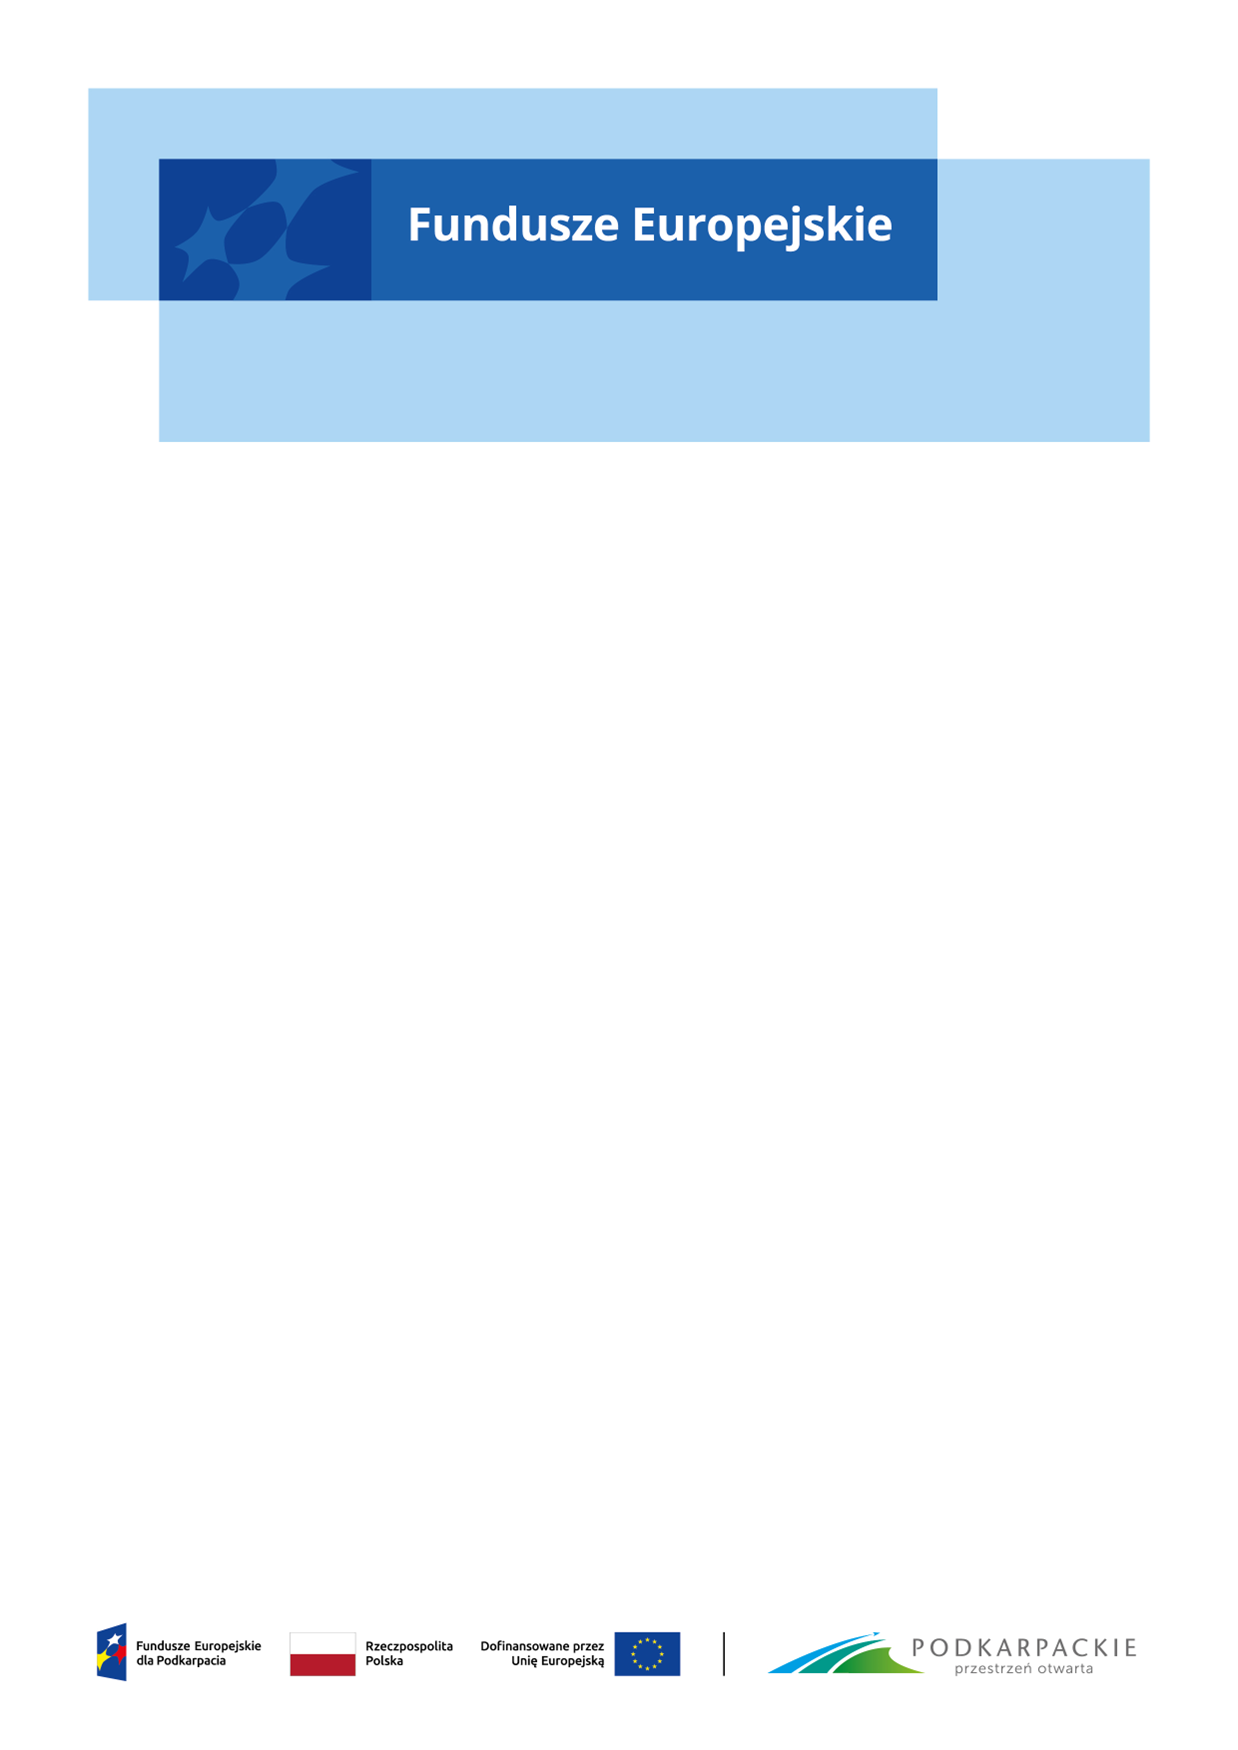 Fundusze Europejskie
Fundusze Europejskie
dla Podkarpacia
Rzeczpospolita
Polska
Dofinansowane przez
Unię Europejską
PODKARPACKIE
przestrzeń otwarta